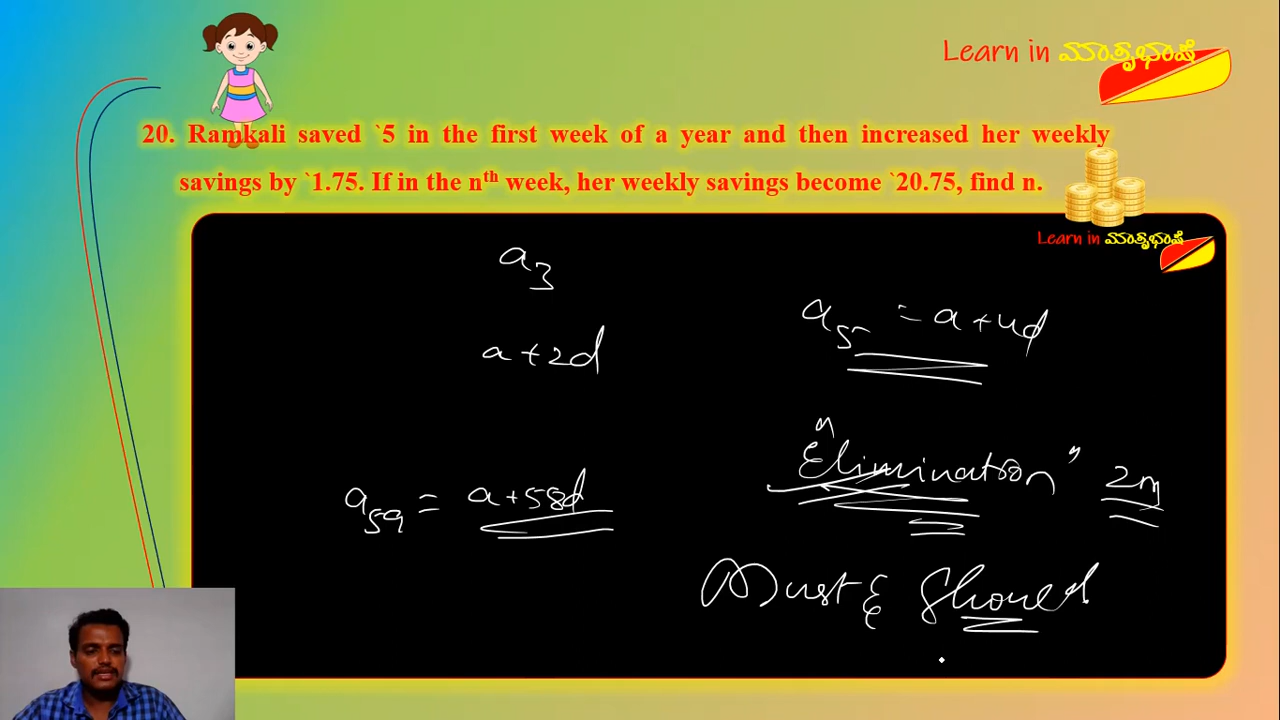 Learn in ಮಾತೃಭಾಷೆ
20. Ramkali saved `5 in the first week of a year and then increased her weekly
savings by `1.75. If in the nth week, her weekly savings become `20.75, find n.
Learn in ಮಾತೃಭಾಷೆ
a3
a5 = a+4d
a+2d
"Elimination" 2m
a59 = a+58d
Must & Should